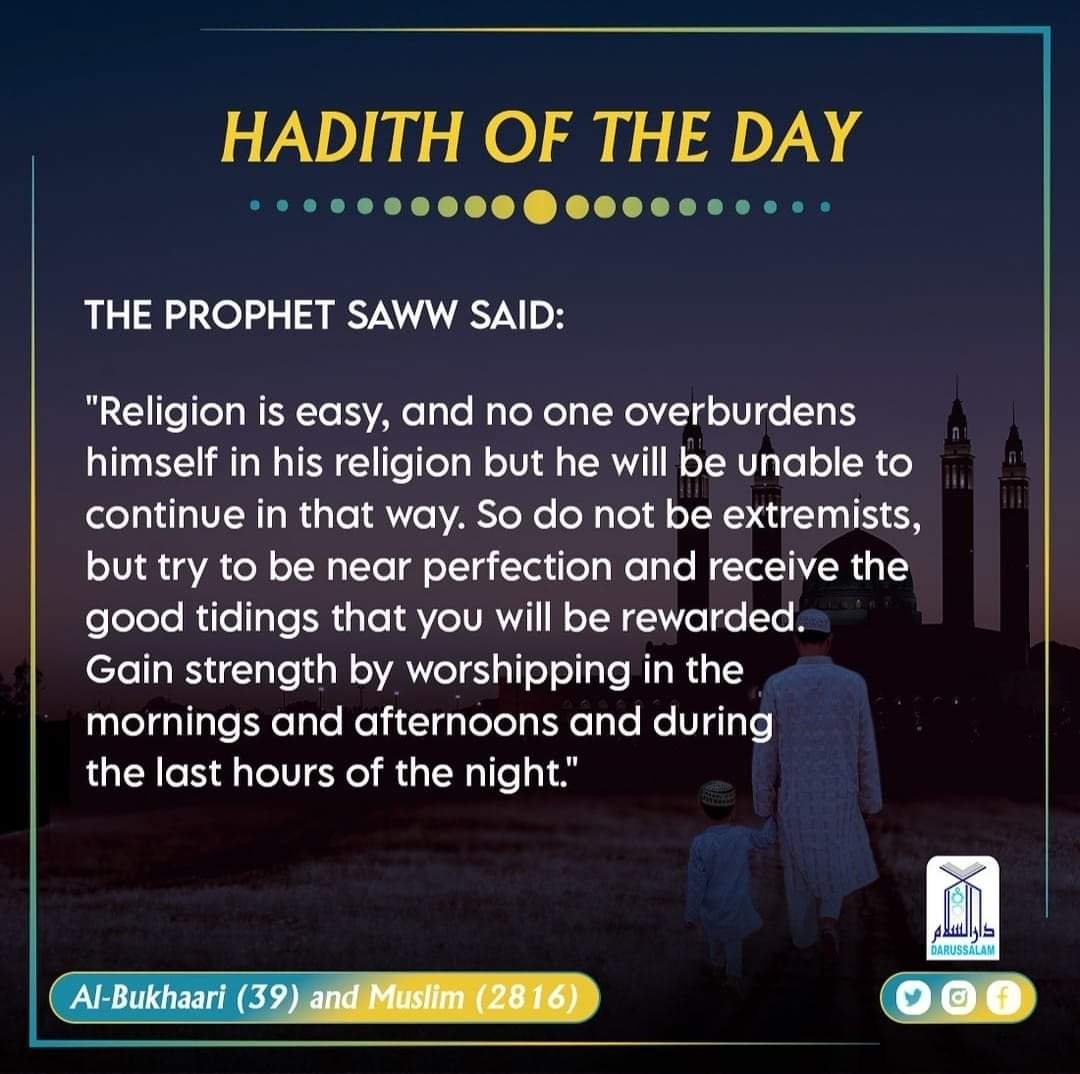 HADITH OF THE DAY
THE PROPHET SAWW SAID:
"Religion is easy, and no one overburdens
himself in his religion but he will be unable to
continue in that way. So do not be extremists,
but try to be near perfection and receive the
good tidings that you will be rewarded.
Gain strength by worshipping in the
mornings and afternoons and during
the last hours of the night."
دارالسلام
DARUSSALAM
Al-Bukhaari (39) and Muslim (2816)